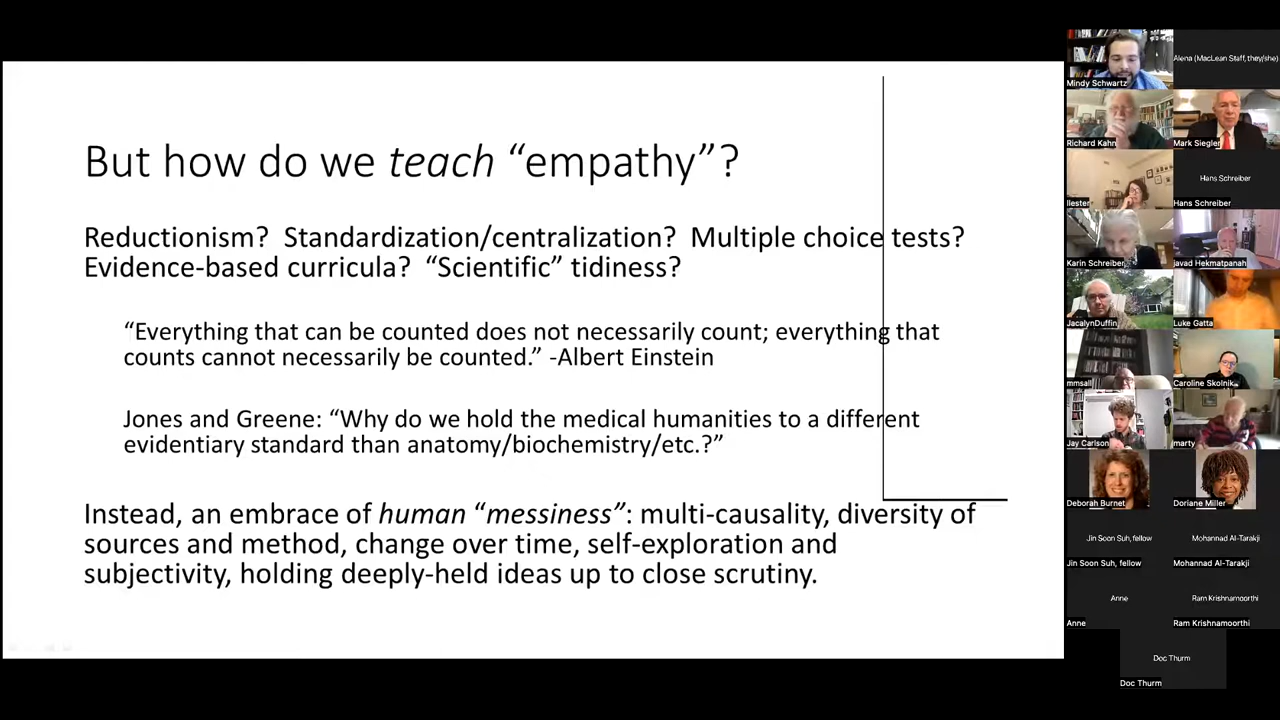 But how do we teach “empathy”?
Reductionism? Standardization/centralization? Multiple choice tests?
Evidence-based curricula? “Scientific” tidiness?
“Everything that can be counted does not necessarily count; everything that
counts cannot necessarily be counted.” -Albert Einstein
Jones and Greene: “Why do we hold the medical humanities to a different
evidentiary standard than anatomy/biochemistry/etc.?”
Instead, an embrace of human “messiness”: multi-causality, diversity of
sources and method, change over time, self-exploration and
subjectivity, holding deeply-held ideas up to close scrutiny.
Mindy Schwartz
Alena (MacLean Staff, they/she)
Richard Kahn
Mark Siegler
llester
Hans Schreiber
Hans Schreiber
Karin Schreiber
javad Hekmatpanah
JacalynDuffin
Luke Gatta
mmsall
Caroline Skolnik
Jay Carlson
marty
Deborah Burnet
Doriane Miller
Jin Soon Suh, fellow
Mohannad Al-Tarakji
Jin Soon Suh, fellow
Mohannad Al-Tarakji
Anne
Ram Krishnamoorthi
Anne
Ram Krishnamoorthi
Doc Thurm
Doc Thurm